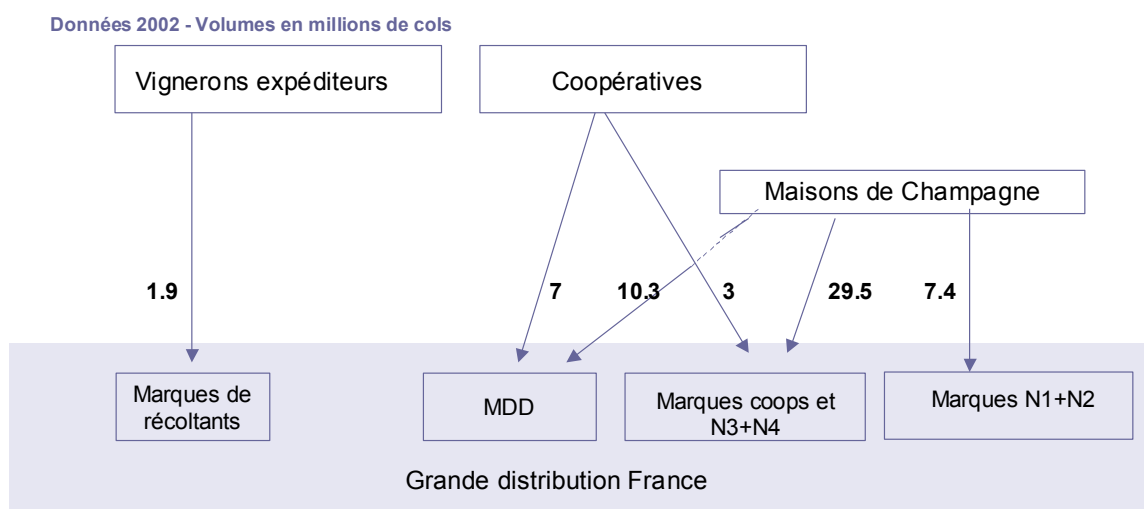 Données 2002 - Volumes en millions de cols
Vignerons expéditeurs
Coopératives
Maisons de Champagne
1.9
7
10.3
3
29.5
7.4
Marques de
récoltants
MDD
Marques coops et
N3+N4
Marques N1+N2
Grande distribution France